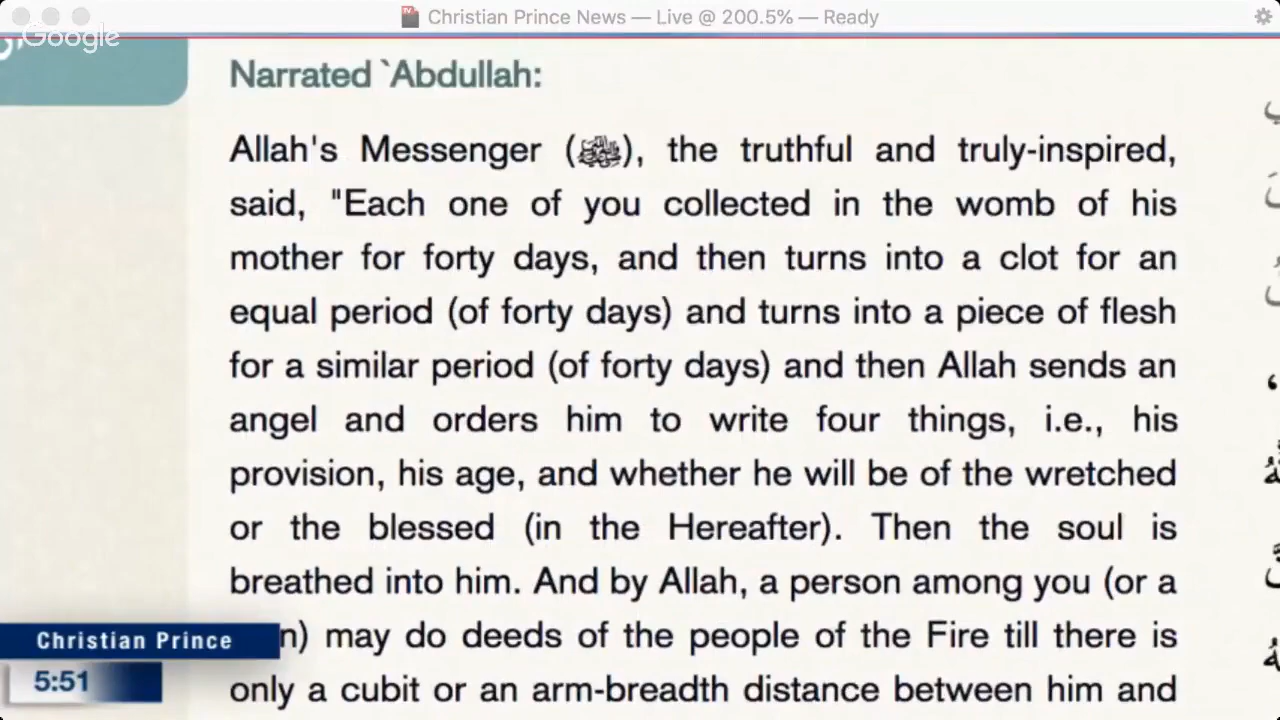 Christian Prince News — Live @ 200.5% — Ready
Google
Narrated `Abdullah:
Allah's Messenger (ﷺ), the truthful and truly-inspired,
said, "Each one of you collected in the womb of his
mother for forty days, and then turns into a clot for an
equal period (of forty days) and turns into a piece of flesh
for a similar period (of forty days) and then Allah sends an
angel and orders him to write four things, i.e., his
provision, his age, and whether he will be of the wretched
or the blessed (in the Hereafter). Then the soul is
breathed into him. And by Allah, a person among you (or a
n) may do deeds of the people of the Fire till there is
only a cubit or an arm-breadth distance between him and
Christian Prince
5:51